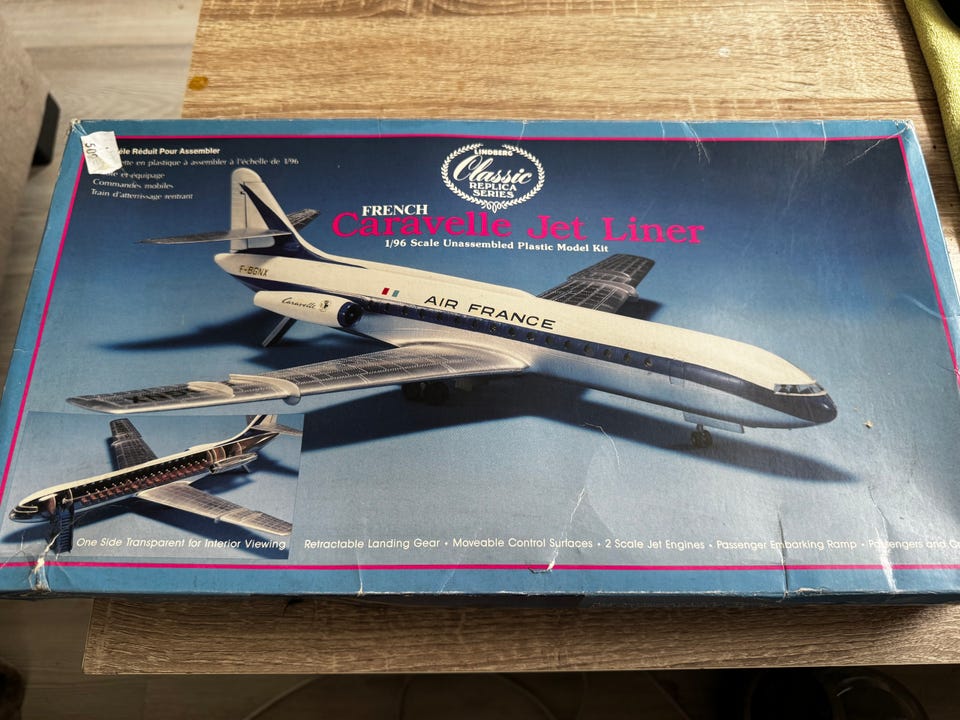 Réduit Pour Assembler
en plastique à assembler à l'échelle de 1/96
et équipage
Commandes mobiles
Train d'atterrissage rentrant
LINDBERG
Classic
REPLICA
SERIES
FRENCH
Caravelle Jet Liner
1/96 Scale Unassembled Plastic Model Kit
F-BGNX
Caravelle
AIR FRANCE
One Side Transparent for Interior Viewing
Retractable Landing Gear • Moveable Control Surfaces • 2 Scale Jet Engines • Passenger Embarking Ramp • Passengers and